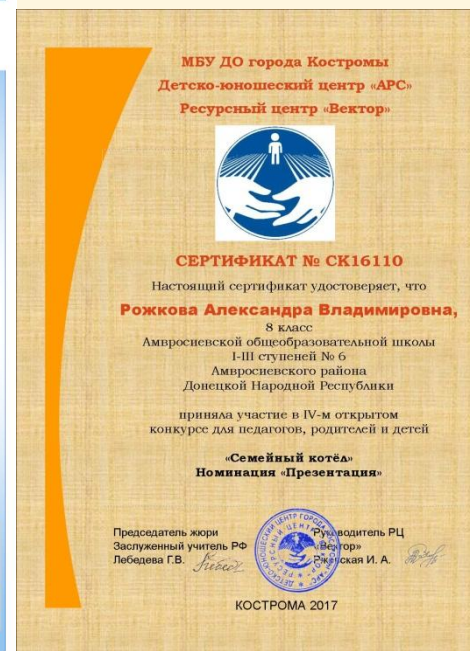 МБУ ДО города Костромы
Детско-юношеский центр «АРС»
Ресурсный центр «Вектор»
СЕРТИФИКАТ № СК16110
Настоящий сертификат удостоверяет, что
Рожкова Александра Владимировна,
8 класс
Амвросиевской общеобразовательной школы
I-III ступеней № 6
Амвросиевского района
Донецкой Народной Республики
приняла участие в IV-м открытом
конкурсе для педагогов, родителей и детей
«Семейный котёл»
Номинация «Презентация»
Председатель жюри
Заслуженный учитель РФ
Лебедева Г.В.
Руководитель РЦ
«Вектор»
И. А.
КОСТРОМА 2017